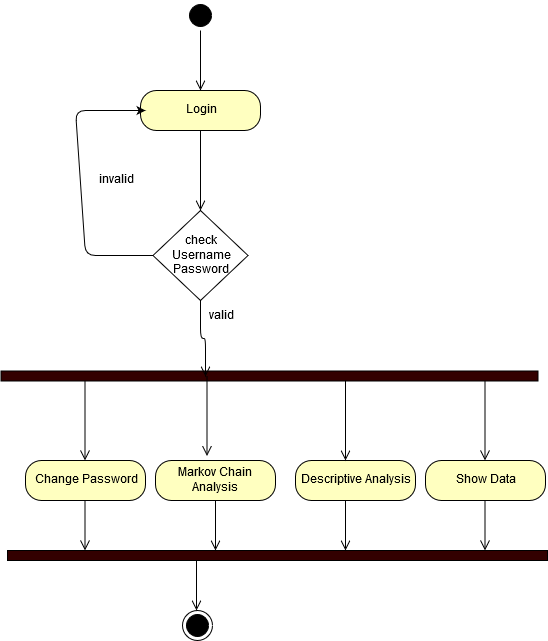 Login
invalid
check
Username
Password
valid
Change Password
Markov Chain
Analysis
Descriptive Analysis
Show Data